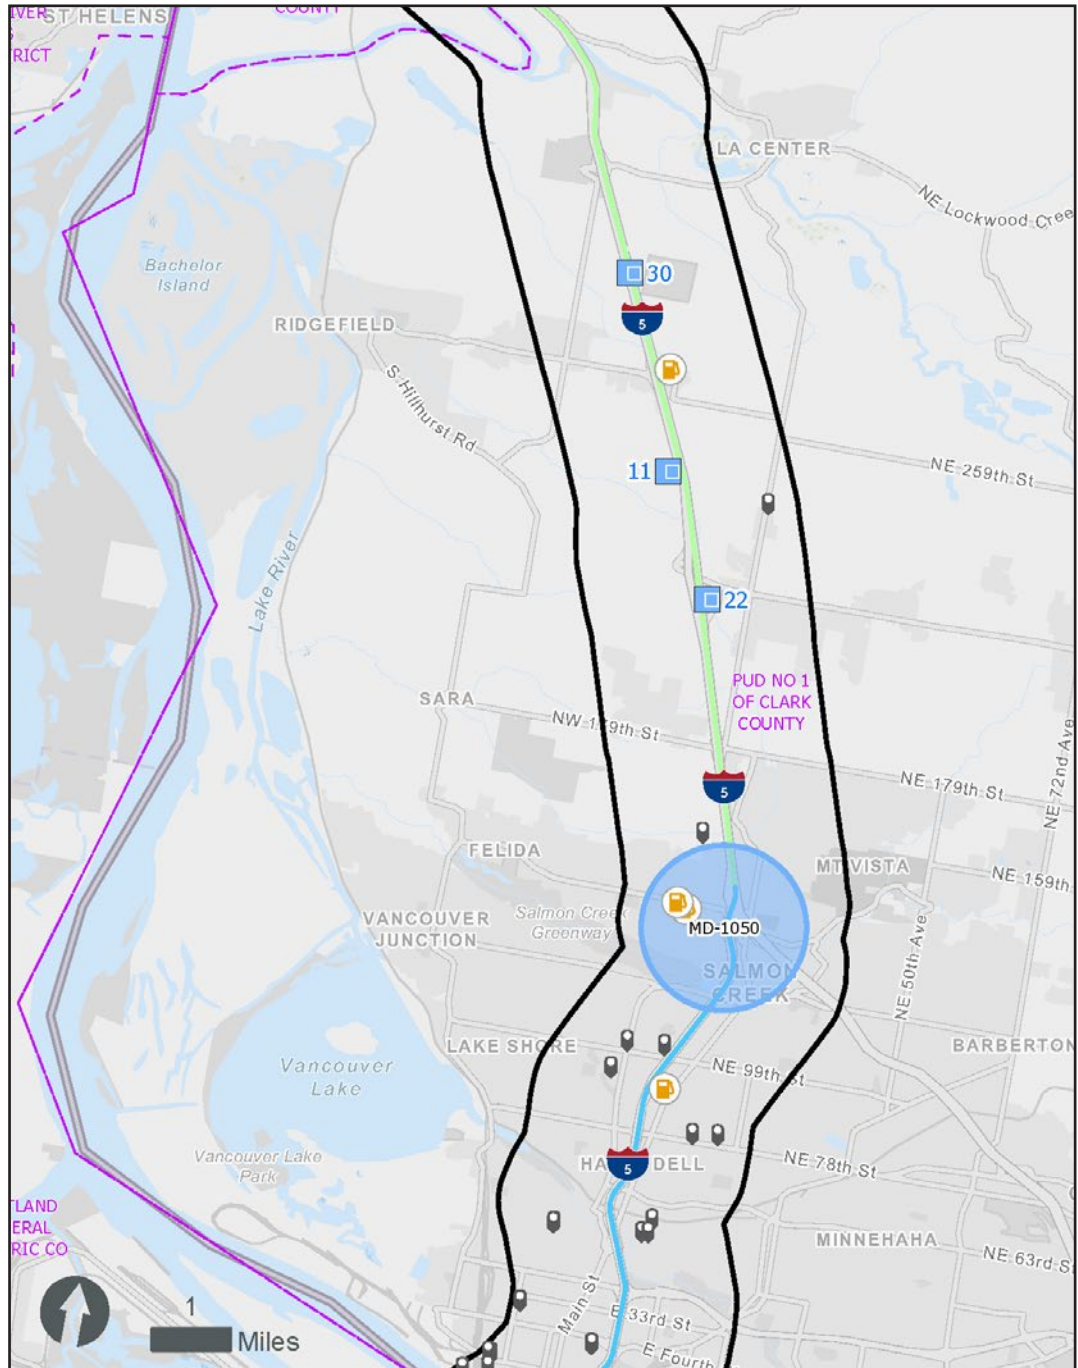 IVER
ST HELENS
COUNTY
S
RICT
LA CENTER
NE Lockwood Cree
Bachelor
Island
30
5
RIDGEFIELD
S Hillhurst Rd
11
NE 259th St
Lake River
22
SARA
PUD NO 1
OF CLARK
COUNTY
NW 179th St
NE 179th St
NE 72nd Ave
5
FELIDA
MT VISTA
NE 159th
VANCOUVER
JUNCTION
Salmon Creek
Greenway
MD-1050
SALMON
CREEK
NE 50th Ave
LAKE SHORE
BARBERTON
Vancouver
Lake
NE 99th St
Vancouver Lake
Park
5
NE 78th St
TLAND
ERAL
RIC CO
MINNEHAHA
NE 63rd S
1
Miles
Main St
E 33rd St
E Fourth